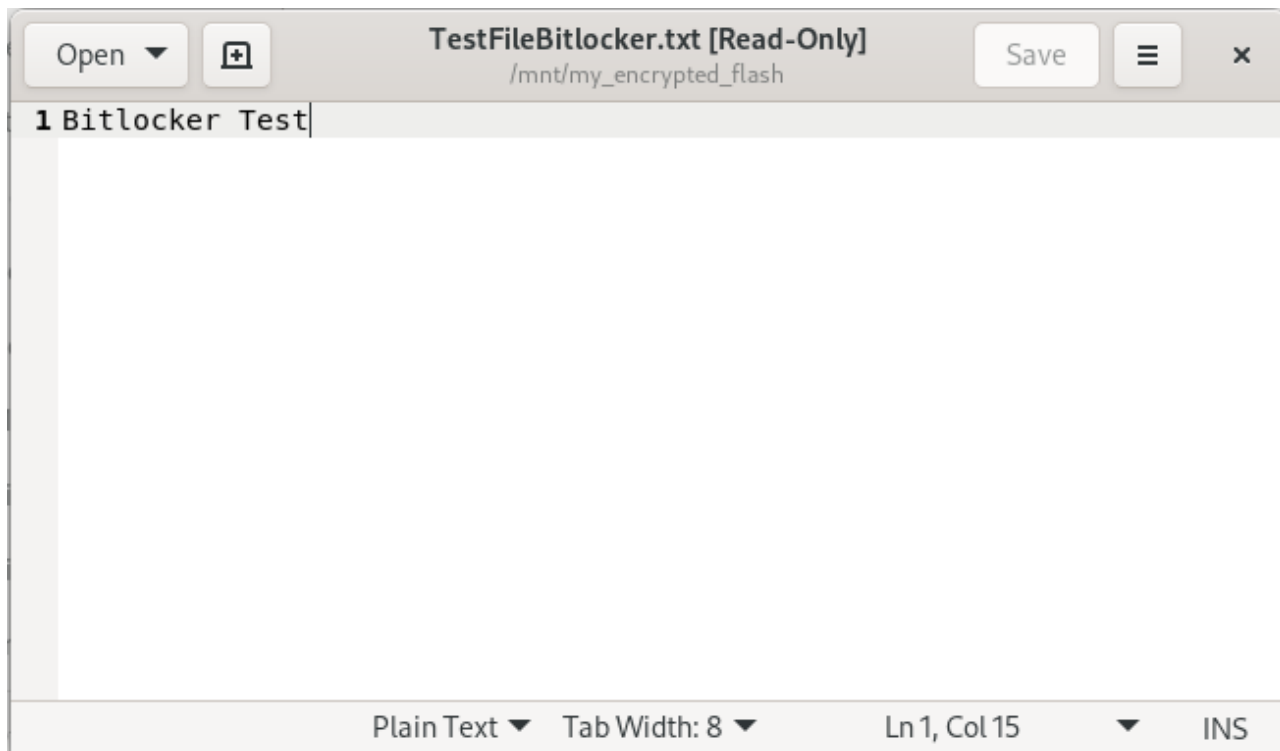 Open
TestFileBitlocker.txt [Read-Only]
/mnt/my_encrypted_flash
Save
1 Bitlocker Test
Plain Text Tab Width: 8 Ln 1, Col 15 INS